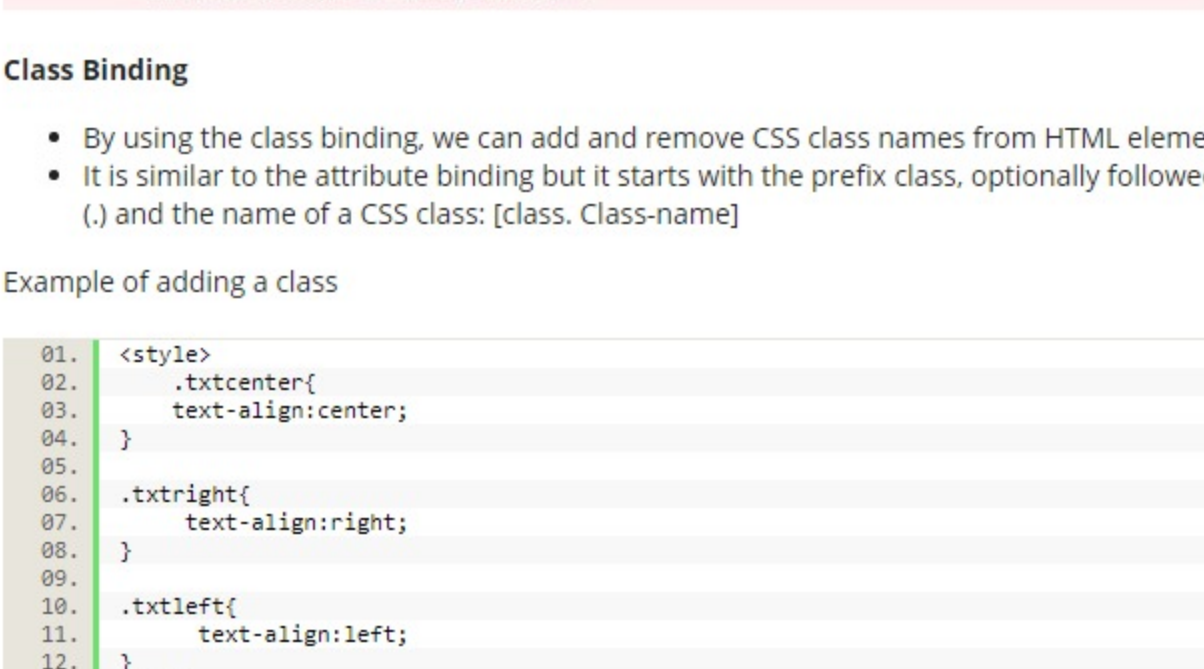 Class Binding
By using the class binding, we can add and remove CSS class names from HTML
It is similar to the attribute binding but it starts with the prefix class, optionally
(.) and the name of a CSS class: [class. Class-name]
Example of adding a class
01. <style>
02. .txtcenter{
03. text-align:center;
04. }
05.
06. .txtright{
07. text-align:right;
08. }
09.
10. .txtleft{
11. text-align:left;
12. }